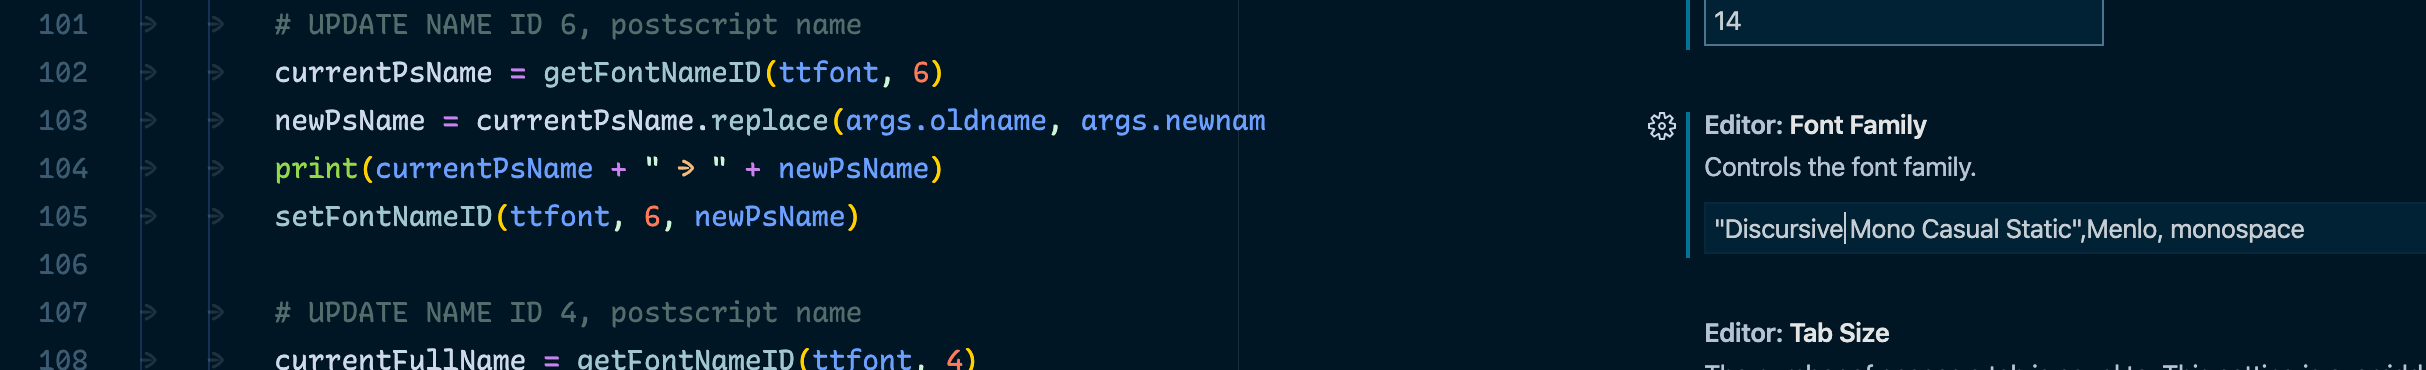 101 # UPDATE NAME ID 6, postscript name
102 currentPsName = getFontNameID(ttfont, 6)
103 newPsName = currentPsName.replace(args.oldname, args.newnam
104 print(currentPsName + " → " + newPsName)
105 setFontNameID(ttfont, 6, newPsName)
106
107 # UPDATE NAME ID 4, postscript name
108 currentFullName = getFontNameID(ttfont, 4)
14
Editor: Font Family
Controls the font family.
"Discursive Mono Casual Static",Menlo, monospace
Editor: Tab Size